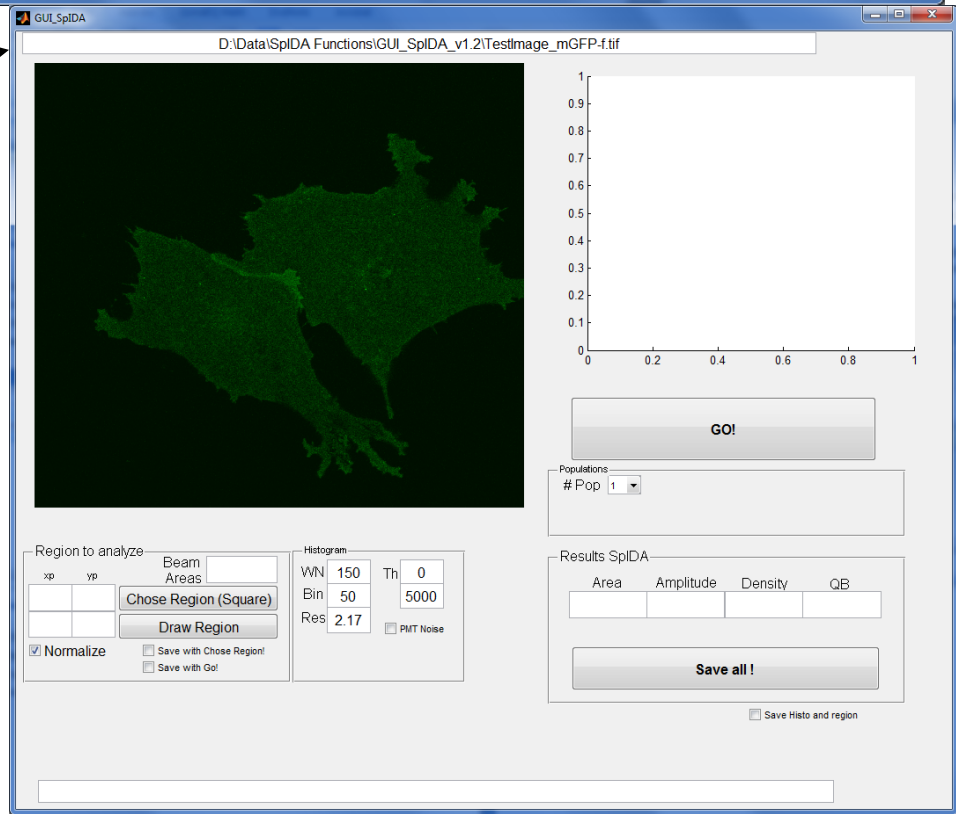 GUI_SpIDA
D:\Data\SpIDA Functions\GUI_SpIDA_v1.2\TestImage_mGFP-f.tif
1
0.9
0.8
0.7
0.6
0.5
0.4
0.3
0.2
0.1
0
0 0.2 0.4 0.6 0.8 1
GO!
Populations
# Pop 1
Region to analyze
Beam
Areas
xp yp
Chose Region (Square)
Draw Region
Normalize
Save with Chose Region!
Save with Go!
Histogram
WN 150 Th 0
Bin 50 5000
Res 2.17
PMT Noise
Results SpIDA
Area Amplitude Density QB
Save all !
Save Histo and region